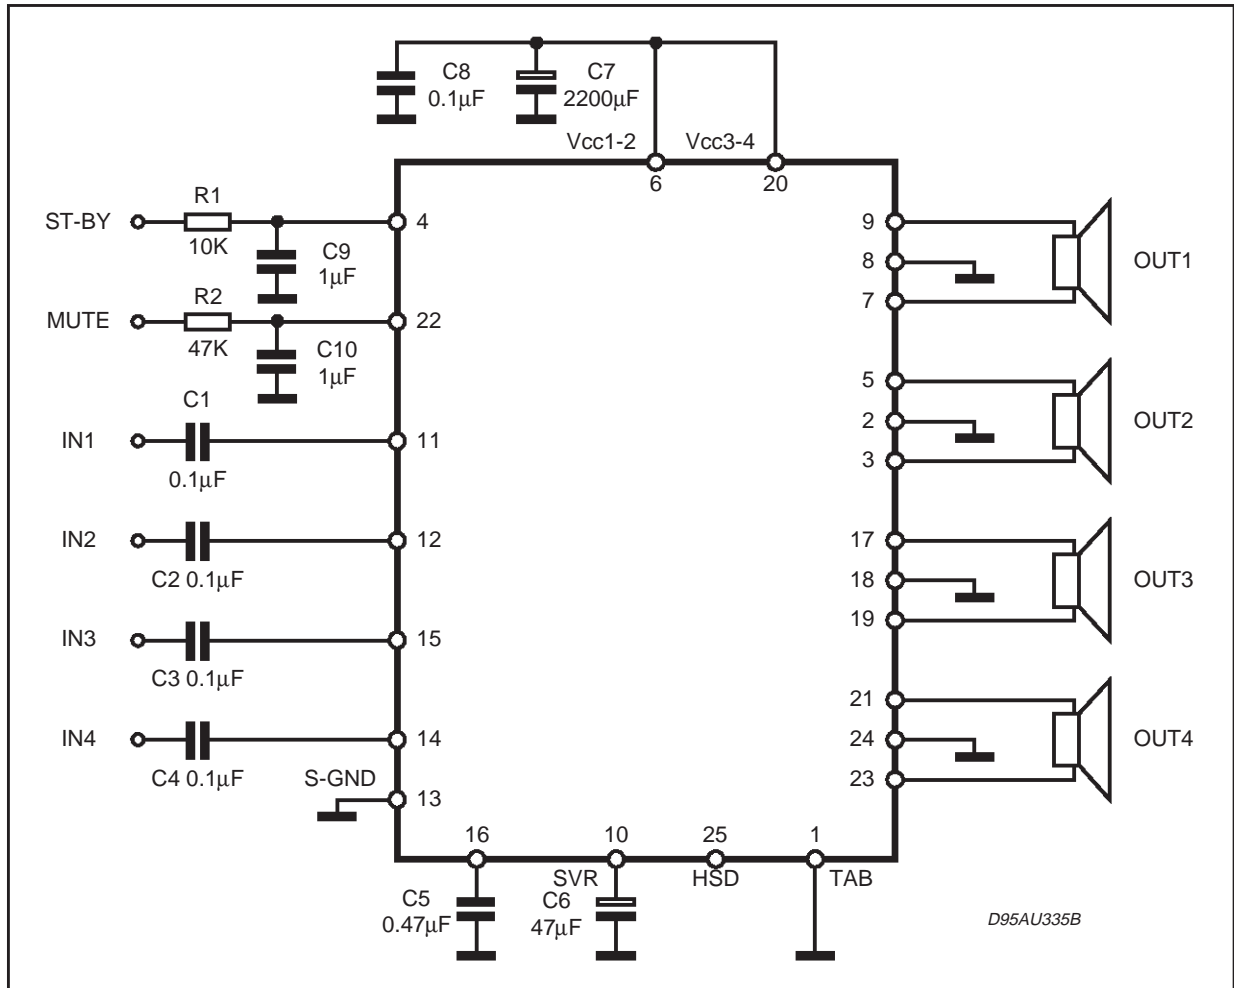 C8
0.1µF
C7
2200µF
Vcc1-2
Vcc3-4
6
20
ST-BY
R1
10K
4
C9
1µF
MUTE
R2
47K
22
C10
1µF
IN1
C1
0.1µF
11
IN2
C2 0.1µF
12
IN3
C3 0.1µF
15
IN4
C4 0.1µF
14
S-GND
13
9
8
7
OUT1
5
2
3
OUT2
17
18
19
OUT3
21
24
23
OUT4
16
10
25
1
SVR
HSD
TAB
C5
0.47µF
C6
47µF
D95AU335B